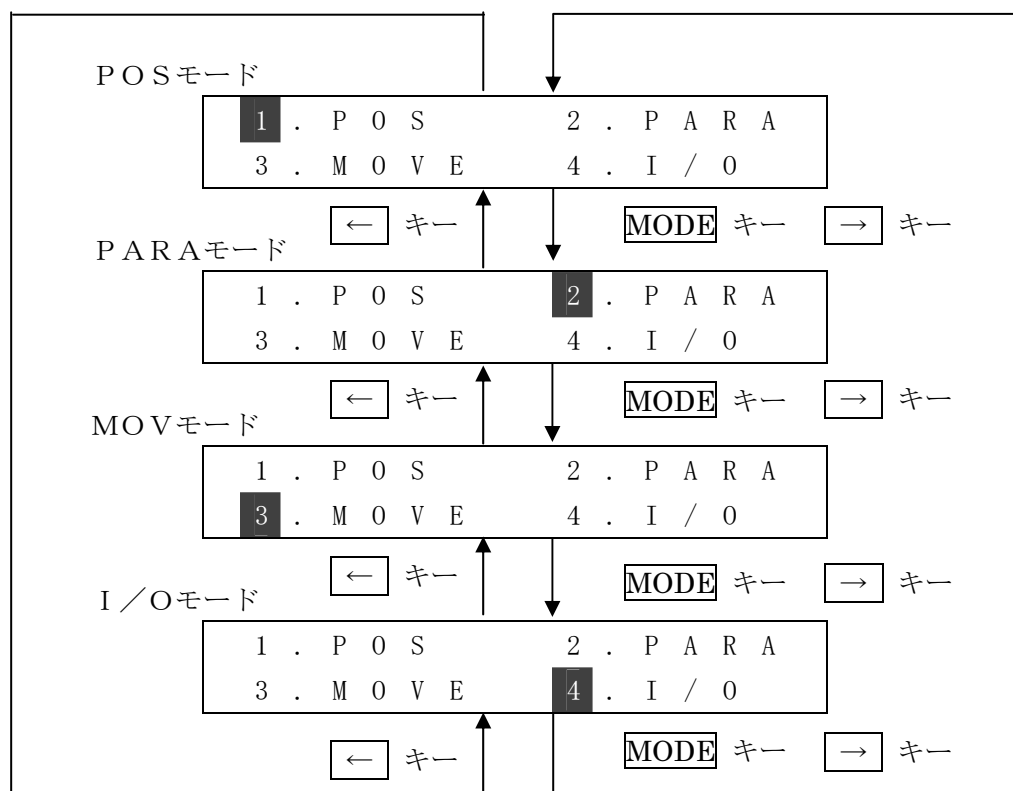 POSモード
1. POS 2. PARA
3. MOVE 4. I/O
← キー MODE キー → キー
PARAモード
1. POS 2. PARA
3. MOVE 4. I/O
← キー MODE キー → キー
MOVモード
1. POS 2. PARA
3. MOVE 4. I/O
← キー MODE キー → キー
I／Oモード
1. POS 2. PARA
3. MOVE 4. I/O
← キー MODE キー → キー